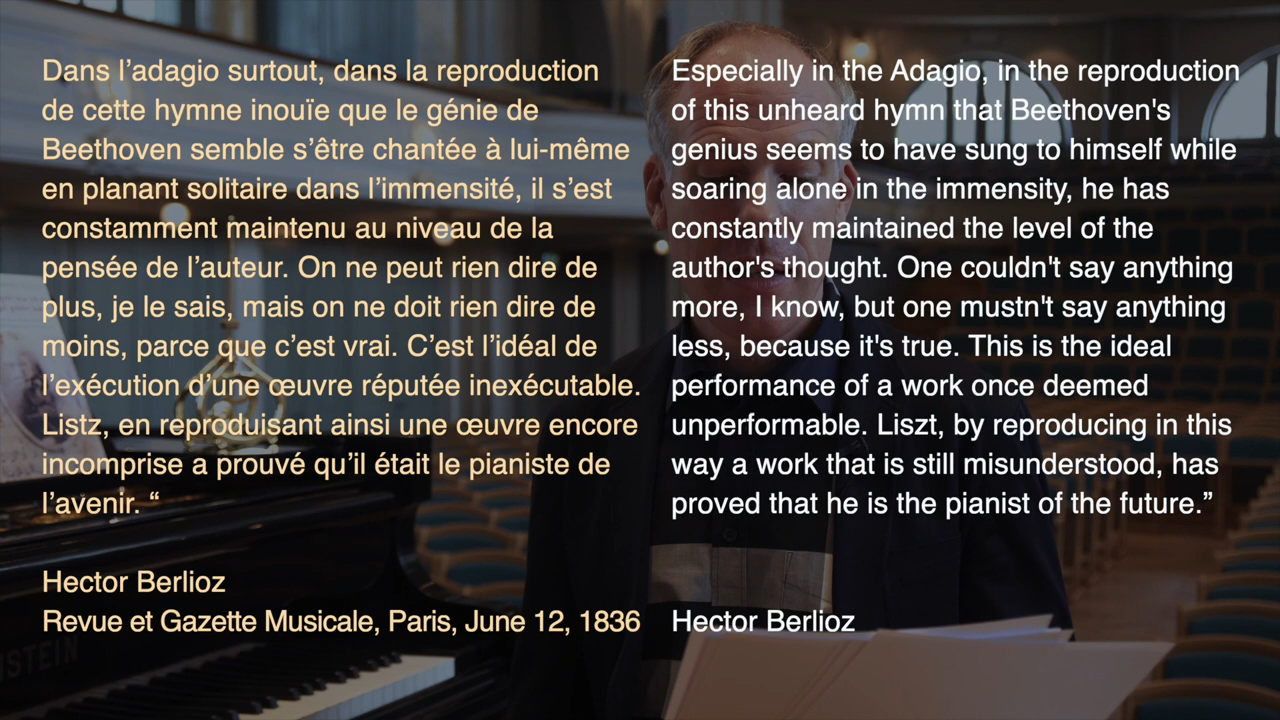 Dans l’adagio surtout, dans la reproduction
de cette hymne inouïe que le génie de
Beethoven semble s’être chantée à lui-même
en planant solitaire dans l’immensité, il s’est
constamment maintenu au niveau de la
pensée de l’auteur. On ne peut rien dire de
plus, je le sais, mais on ne doit rien dire de
moins, parce que c’est vrai. C’est l’idéal de
l’exécution d’une œuvre réputée inexécutable.
Listz, en reproduisant ainsi une œuvre encore
incomprise a prouvé qu’il était le pianiste de
l’avenir. “
Hector Berlioz
Revue et Gazette Musicale, Paris, June 12, 1836
Especially in the Adagio, in the reproduction
of this unheard hymn that Beethoven's
genius seems to have sung to himself while
soaring alone in the immensity, he has
constantly maintained the level of the
author's thought. One couldn't say anything
more, I know, but one mustn't say anything
less, because it's true. This is the ideal
performance of a work once deemed
unperformable. Liszt, by reproducing in this
way a work that is still misunderstood, has
proved that he is the pianist of the future.”
Hector Berlioz